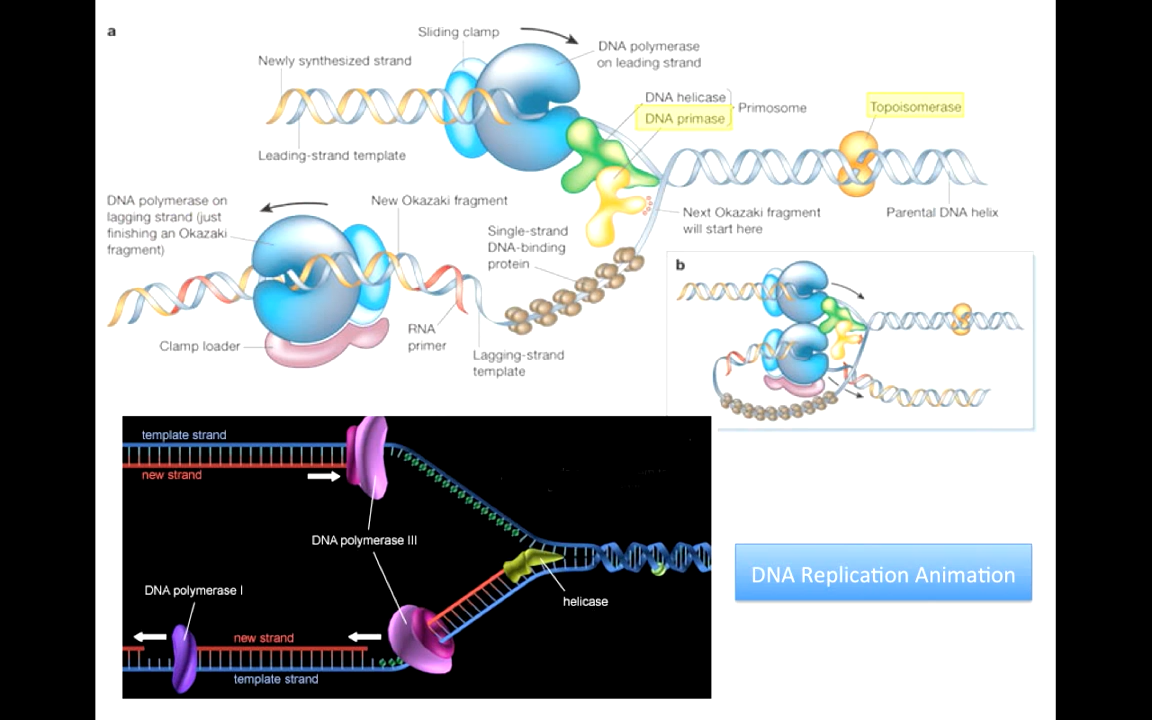 a
Sliding clamp
DNA polymerase
on leading strand
Newly synthesized strand
DNA helicase
DNA primase
Primosome
Topoisomerase
Leading-strand template
DNA polymerase on
lagging strand (just
finishing an Okazaki
fragment)
New Okazaki fragment
Single-strand
DNA-binding
protein
Next Okazaki fragment
will start here
Parental DNA helix
Clamp loader
RNA
primer
Lagging-strand
template
b
template strand
new strand
DNA polymerase III
DNA polymerase I
helicase
new strand
template strand
DNA Replication Animation